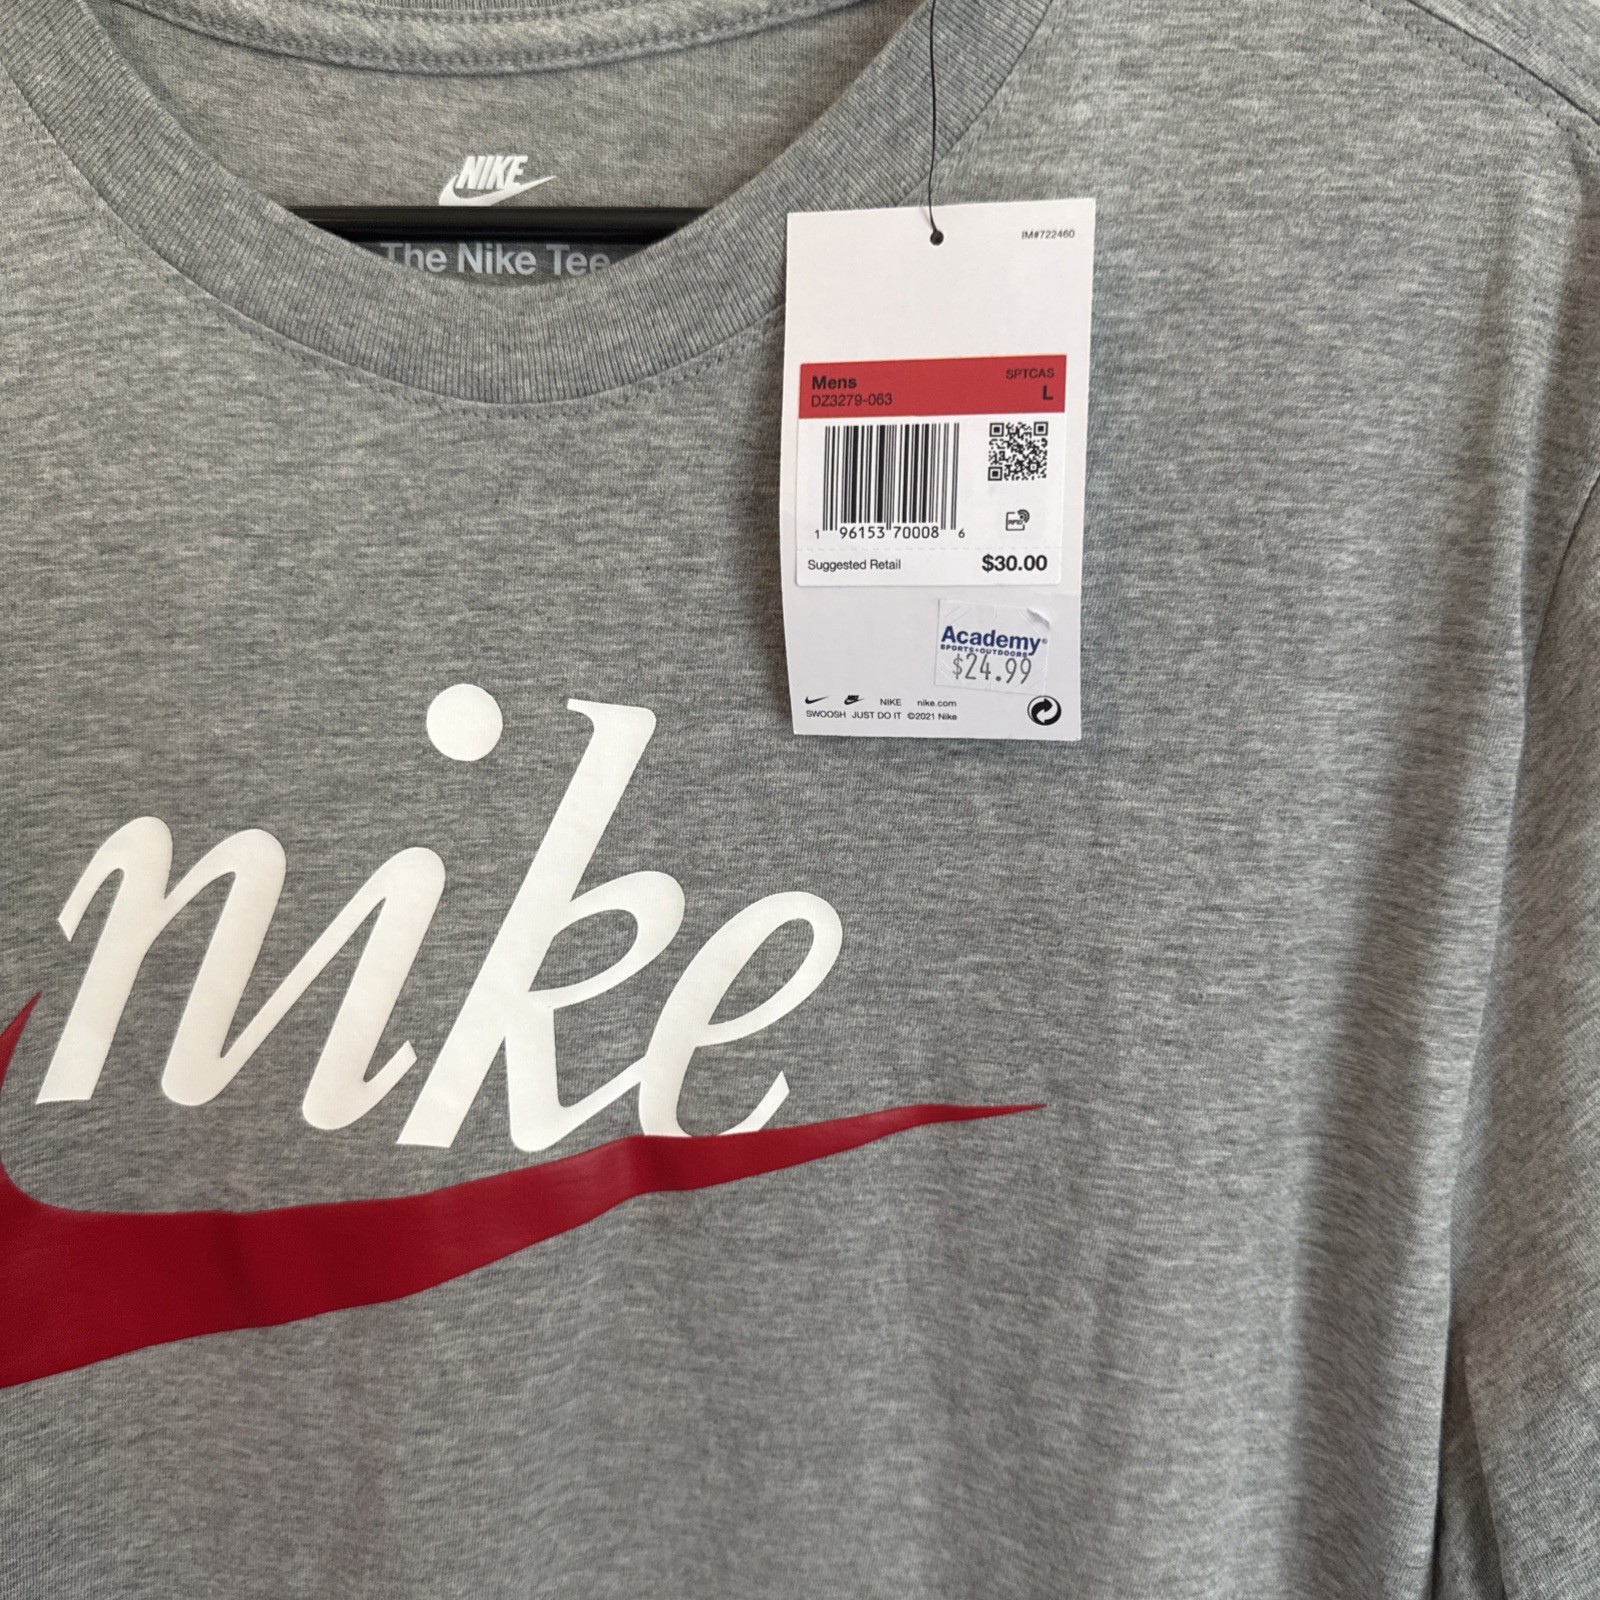 NIKE
The Nike Tee
IM#722460
Mens
SPTCAS
DZ3279-063
L
1 96153 70008 6
Suggested Retail
$30.00
Academy
SPORTS+OUTDOORS
$24.99
NIKE nike.com
SWOOSH JUST DO IT ©2021 Nike
nike